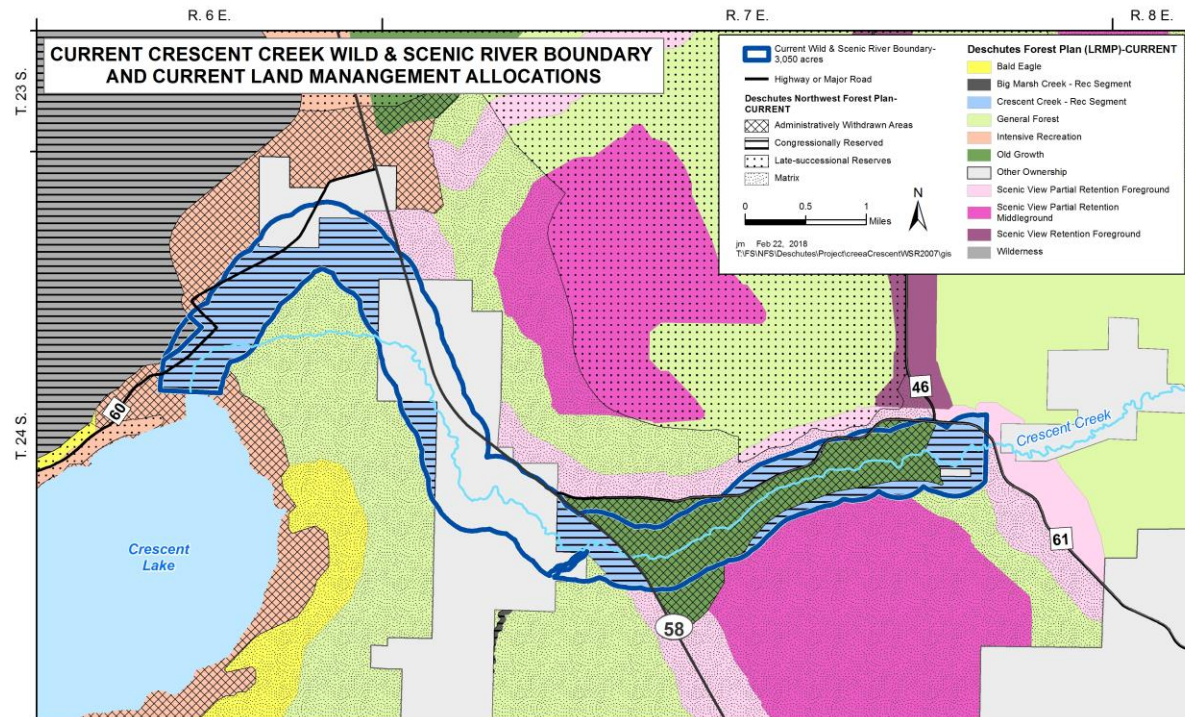 R. 6 E.
R. 7 E.
R. 8 E.
T. 23 S.
T. 24 S.
CURRENT CRESCENT CREEK WILD & SCENIC RIVER BOUNDARY
AND CURRENT LAND MANANGEMENT ALLOCATIONS
Current Wild & Scenic River Boundary-
3,050 acres
Highway or Major Road
Deschutes Northwest Forest Plan-
CURRENT
Administratively Withdrawn Areas
Congressionally Reserved
Late-successional Reserves
Matrix
0 0.5 1
Miles
N
jm Feb 22, 2018
T:\FS\NFS\Deschutes\Project\creeaCrescentWSR2007\gis
Deschutes Forest Plan (LRMP)-CURRENT
Bald Eagle
Big Marsh Creek - Rec Segment
Crescent Creek - Rec Segment
General Forest
Intensive Recreation
Old Growth
Other Ownership
Scenic View Partial Retention Foreground
Scenic View Partial Retention
Middleground
Scenic View Retention Foreground
Wilderness
60
46
Crescent Creek
61
58
Crescent
Lake